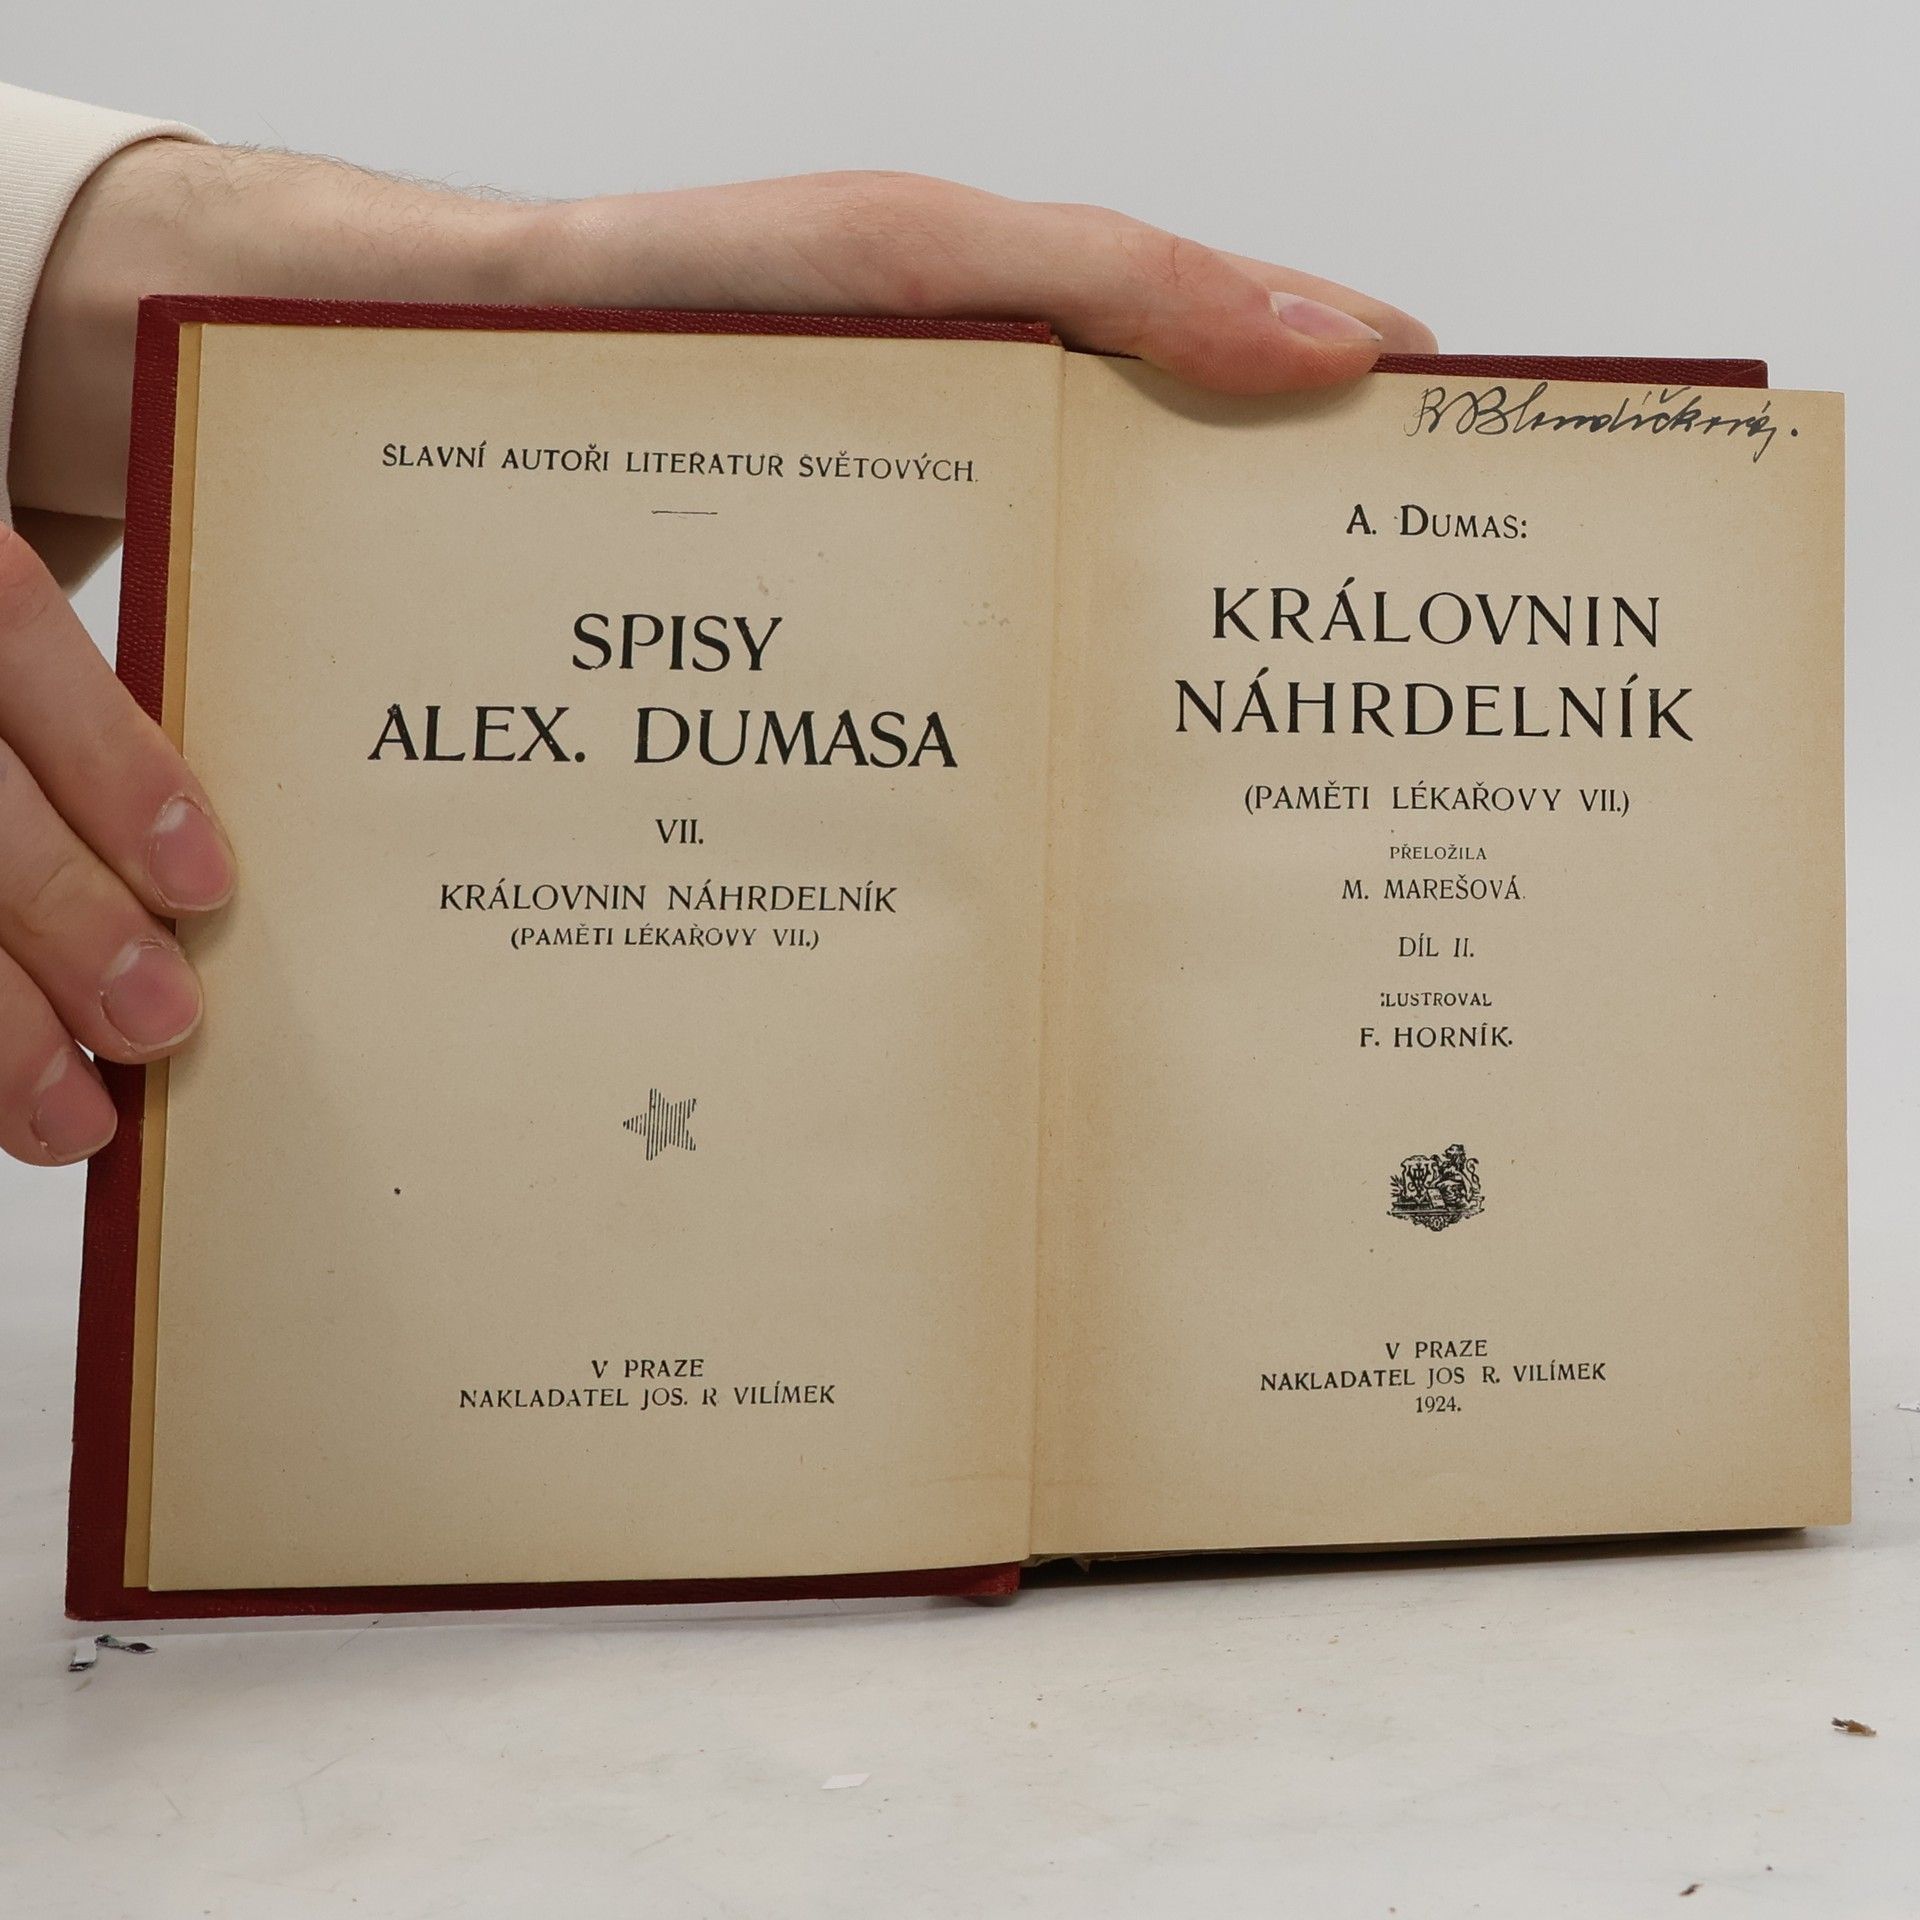 SLAVNÍ AUTOŘI LITERATUR SVĚTOVÝCH.
SPISY
ALEX. DUMASA
VII.
KRÁLOVNIN NÁHRDELNÍK
(PAMĚTI LÉKAŘOVY VII.)
V PRAZE
NAKLADATEL JOS. R VILÍMEK
Blondíčková.
A. DUMAS:
KRÁLOVNIN
NÁHRDELNÍK
(PAMĚTI LÉKAŘOVY VII.)
PŘELOŽILA
M. MAREŠOVÁ.
DÍL II.
ILUSTROVAL
F. HORNÍK.
V PRAZE
NAKLADATEL JOS R. VILÍMEK
1924.